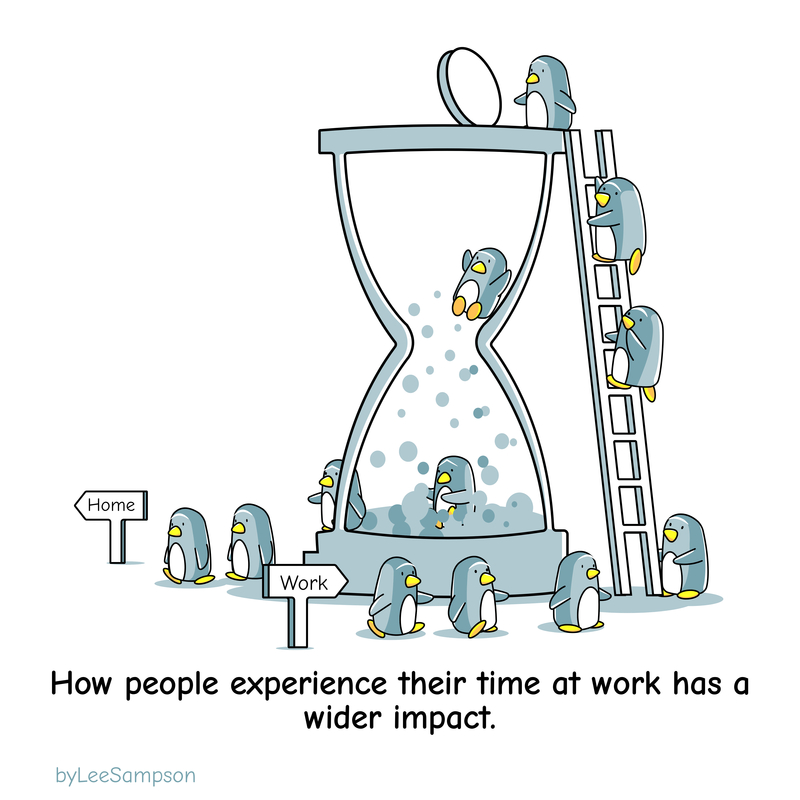 Home
Work
How people experience their time at work has a
wider impact.
byLeeSampson